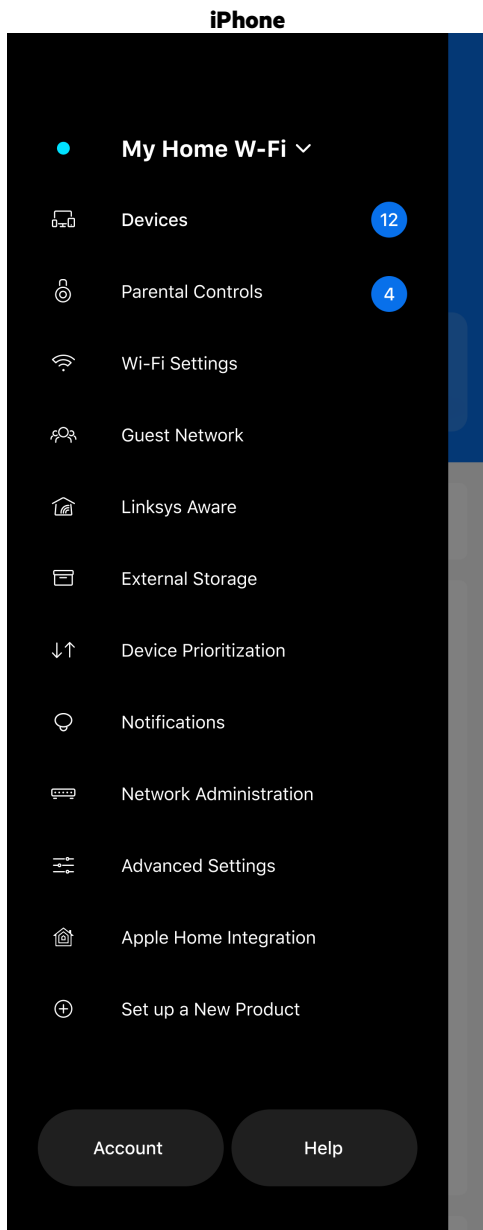 iPhone
My Home W-Fi
Devices 12
Parental Controls 4
Wi-Fi Settings
Guest Network
Linksys Aware
External Storage
Device Prioritization
Notifications
Network Administration
Advanced Settings
Apple Home Integration
Set up a New Product
Account Help